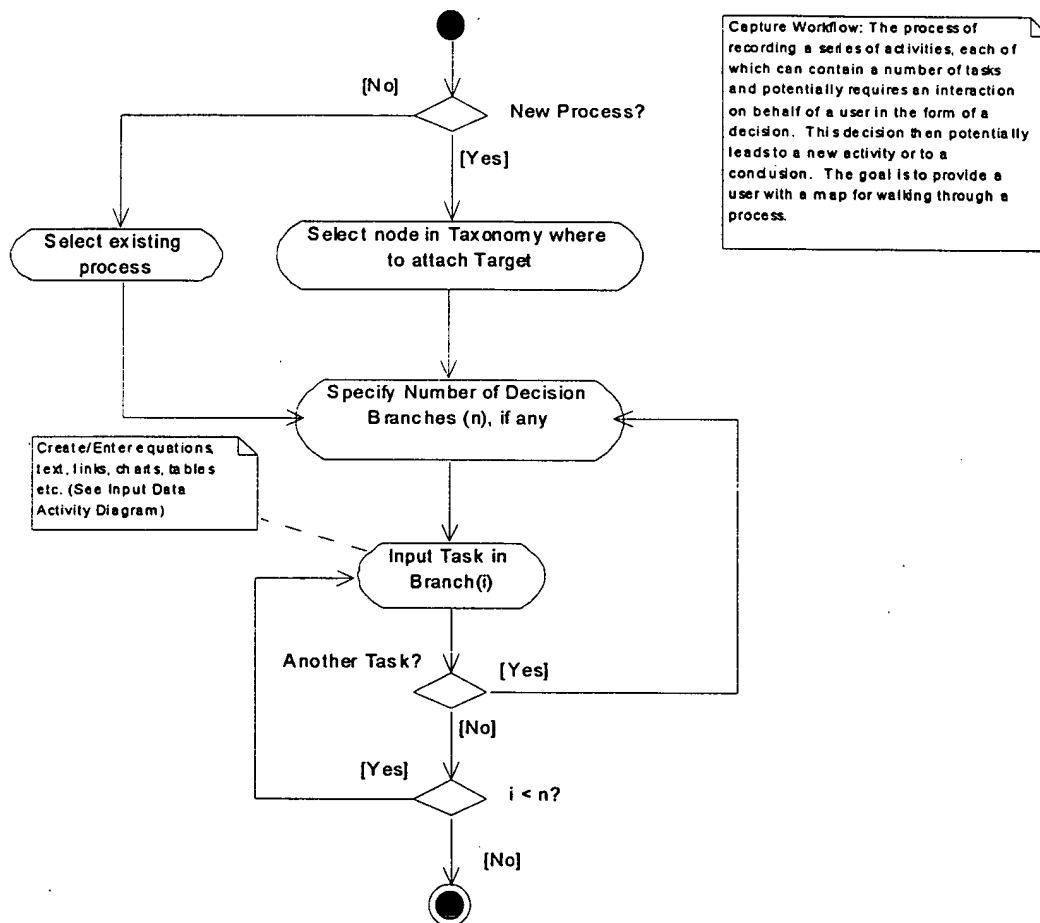 Capture Workflow: The process of
recording a series of activities, each of
which can contain a number of tasks
and potentially requires an interaction
on behalf of a user in the form of a
decision. This decision then potentially
leads to a new activity or to a
conclusion. The goal is to provide a
user with a map for walking through a
process.
[No]
New Process?
[Yes]
Select existing
process
Select node in Taxonomy where
to attach Target
Specify Number of Decision
Branches (n), if any
Create/Enter equations,
text, links, charts, tables
etc. (See Input Data
Activity Diagram)
Input Task in
Branch(i)
Another Task?
[Yes]
[No]
[Yes]
i < n?
[No]